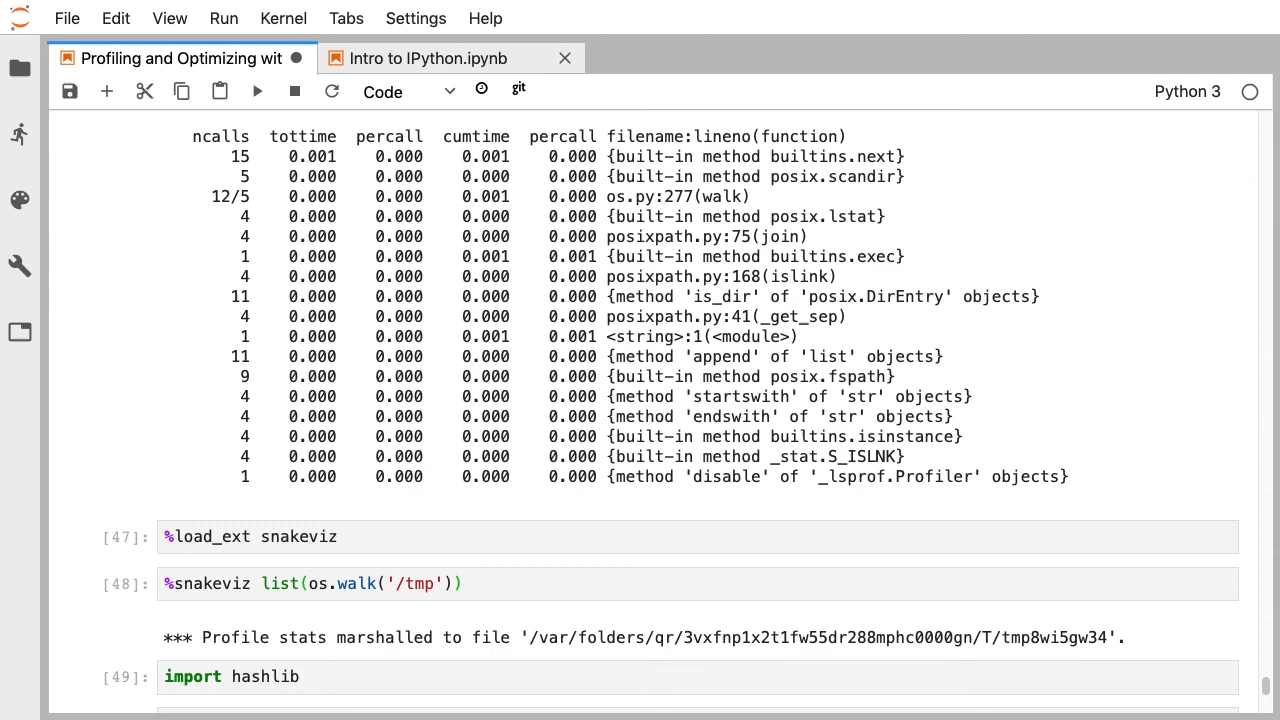 File Edit View Run Kernel Tabs Settings Help
Profiling and Optimizing wit
Intro to IPython.ipynb
Code
git
Python 3
ncalls tottime percall cumtime percall filename:lineno(function)
15 0.001 0.000 0.001 0.000 {built-in method builtins.next}
5 0.000 0.000 0.000 0.000 {built-in method posix.scandir}
12/5 0.000 0.000 0.001 0.000 os.py:277(walk)
4 0.000 0.000 0.000 0.000 {built-in method posix.lstat}
4 0.000 0.000 0.000 0.000 posixpath.py:75(join)
1 0.000 0.000 0.001 0.001 {built-in method builtins.exec}
4 0.000 0.000 0.000 0.000 posixpath.py:168(islink)
11 0.000 0.000 0.000 0.000 {method 'is_dir' of 'posix.DirEntry' objects}
4 0.000 0.000 0.000 0.000 posixpath.py:41(_get_sep)
1 0.000 0.000 0.001 0.001 <string>:1(<module>)
11 0.000 0.000 0.000 0.000 {method 'append' of 'list' objects}
9 0.000 0.000 0.000 0.000 {built-in method posix.fspath}
4 0.000 0.000 0.000 0.000 {method 'startswith' of 'str' objects}
4 0.000 0.000 0.000 0.000 {method 'endswith' of 'str' objects}
4 0.000 0.000 0.000 0.000 {built-in method builtins.isinstance}
4 0.000 0.000 0.000 0.000 {built-in method _stat.S_ISLNK}
1 0.000 0.000 0.000 0.000 {method 'disable' of '_lsprof.Profiler' objects}
[47]: %load_ext snakeviz
[48]: %snakeviz list(os.walk('/tmp'))
*** Profile stats marshalled to file '/var/folders/qr/3vxfnp1x2t1fw55dr288mphc0000gn/T/tmp8wi5gw34'.
[49]: import hashlib